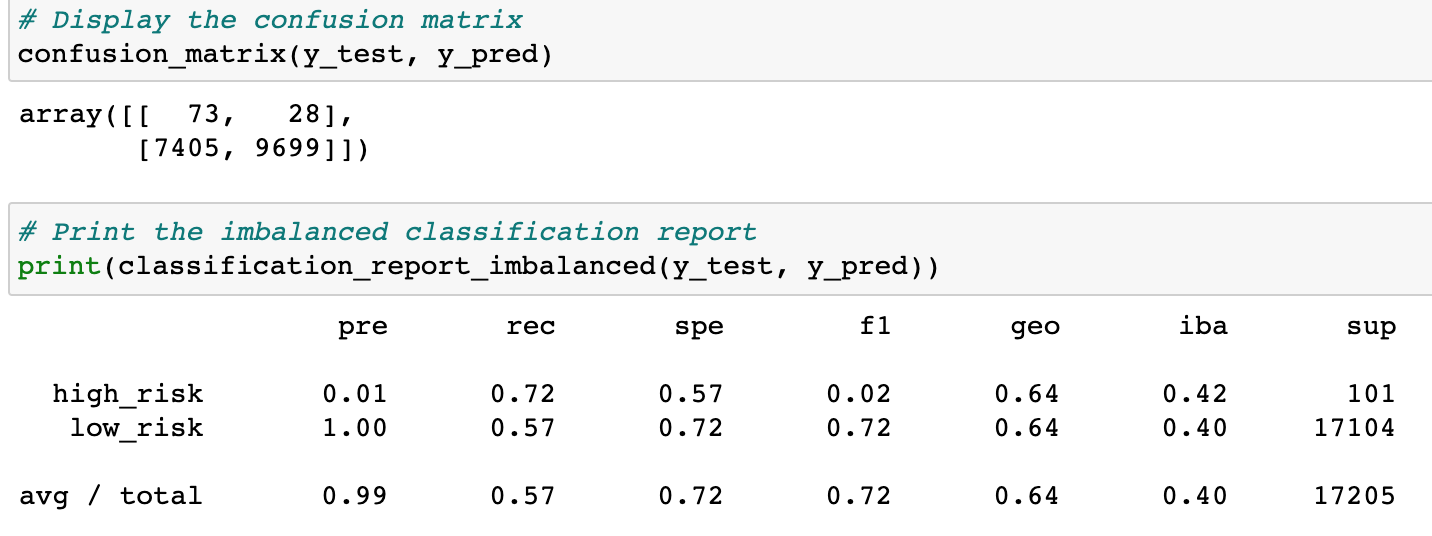 # Display the confusion matrix
confusion_matrix(y_test, y_pred)
array([[  73,   28],
       [7405, 9699]])
# Print the imbalanced classification report
print(classification_report_imbalanced(y_test, y_pred))
                   pre       rec       spe        f1       geo       iba       sup
  high_risk       0.01      0.72      0.57      0.02      0.64      0.42       101
   low_risk       1.00      0.57      0.72      0.72      0.64      0.40     17104
avg / total       0.99      0.57      0.72      0.72      0.64      0.40     17205